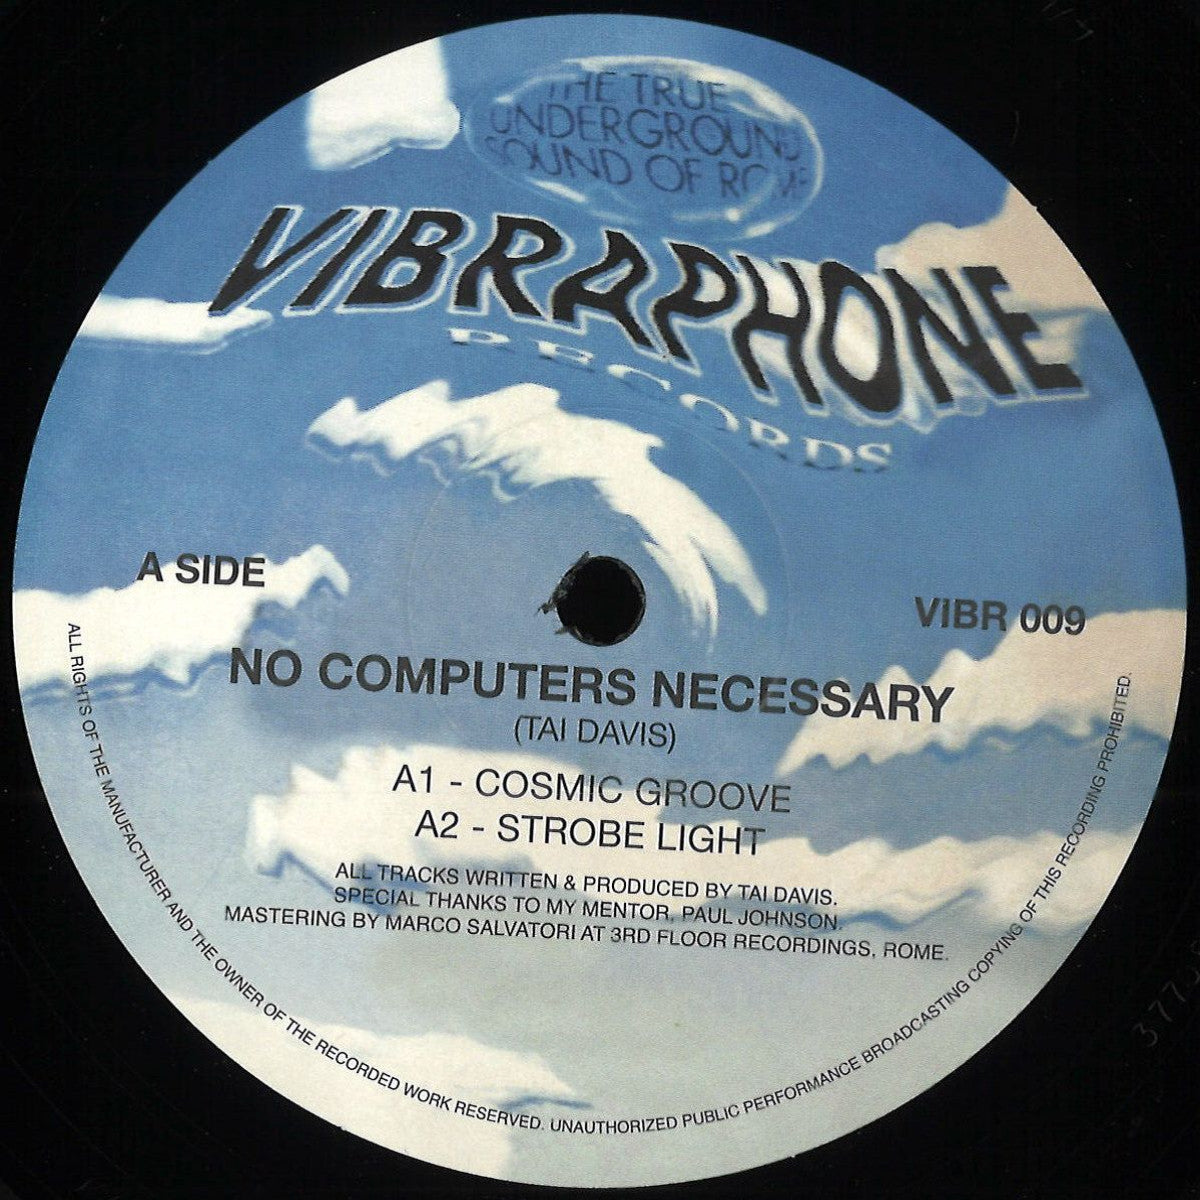 THE TRUE
UNDERGROUND
SOUND OF ROME
VIBRAPHONE
RECORDS
A SIDE
VIBR 009
NO COMPUTERS NECESSARY
(TAI DAVIS)
A1 - COSMIC GROOVE
A2 - STROBE LIGHT
ALL TRACKS WRITTEN & PRODUCED BY TAI DAVIS.
SPECIAL THANKS TO MY MENTOR, PAUL JOHNSON.
MASTERING BY MARCO SALVATORI AT 3RD FLOOR RECORDINGS, ROME.
ALL RIGHTS OF THE MANUFACTURER AND THE OWNER OF THE RECORDED WORK RESERVED. UNAUTHORIZED PUBLIC PERFORMANCE BROADCASTING COPYING OF THIS RECORDING PROHIBITED.